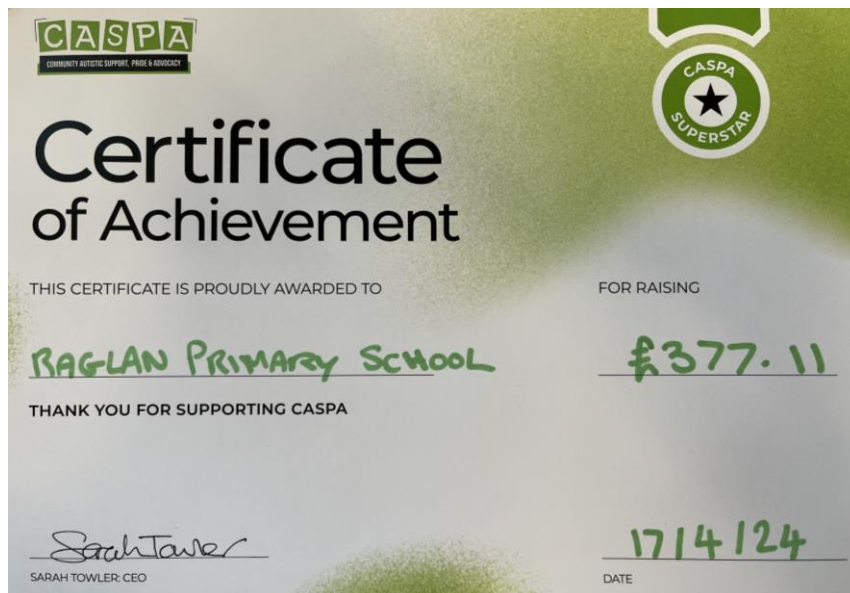 CASPA
COMMUNITY AUTISTIC SUPPORT, PRIDE & ADVOCACY
CASPA
SUPERSTAR
Certificate
of Achievement
THIS CERTIFICATE IS PROUDLY AWARDED TO
FOR RAISING
RAGLAN PRIMARY SCHOOL
£377.11
THANK YOU FOR SUPPORTING CASPA
Sarah Towler
17/4/24
SARAH TOWLER: CEO
DATE